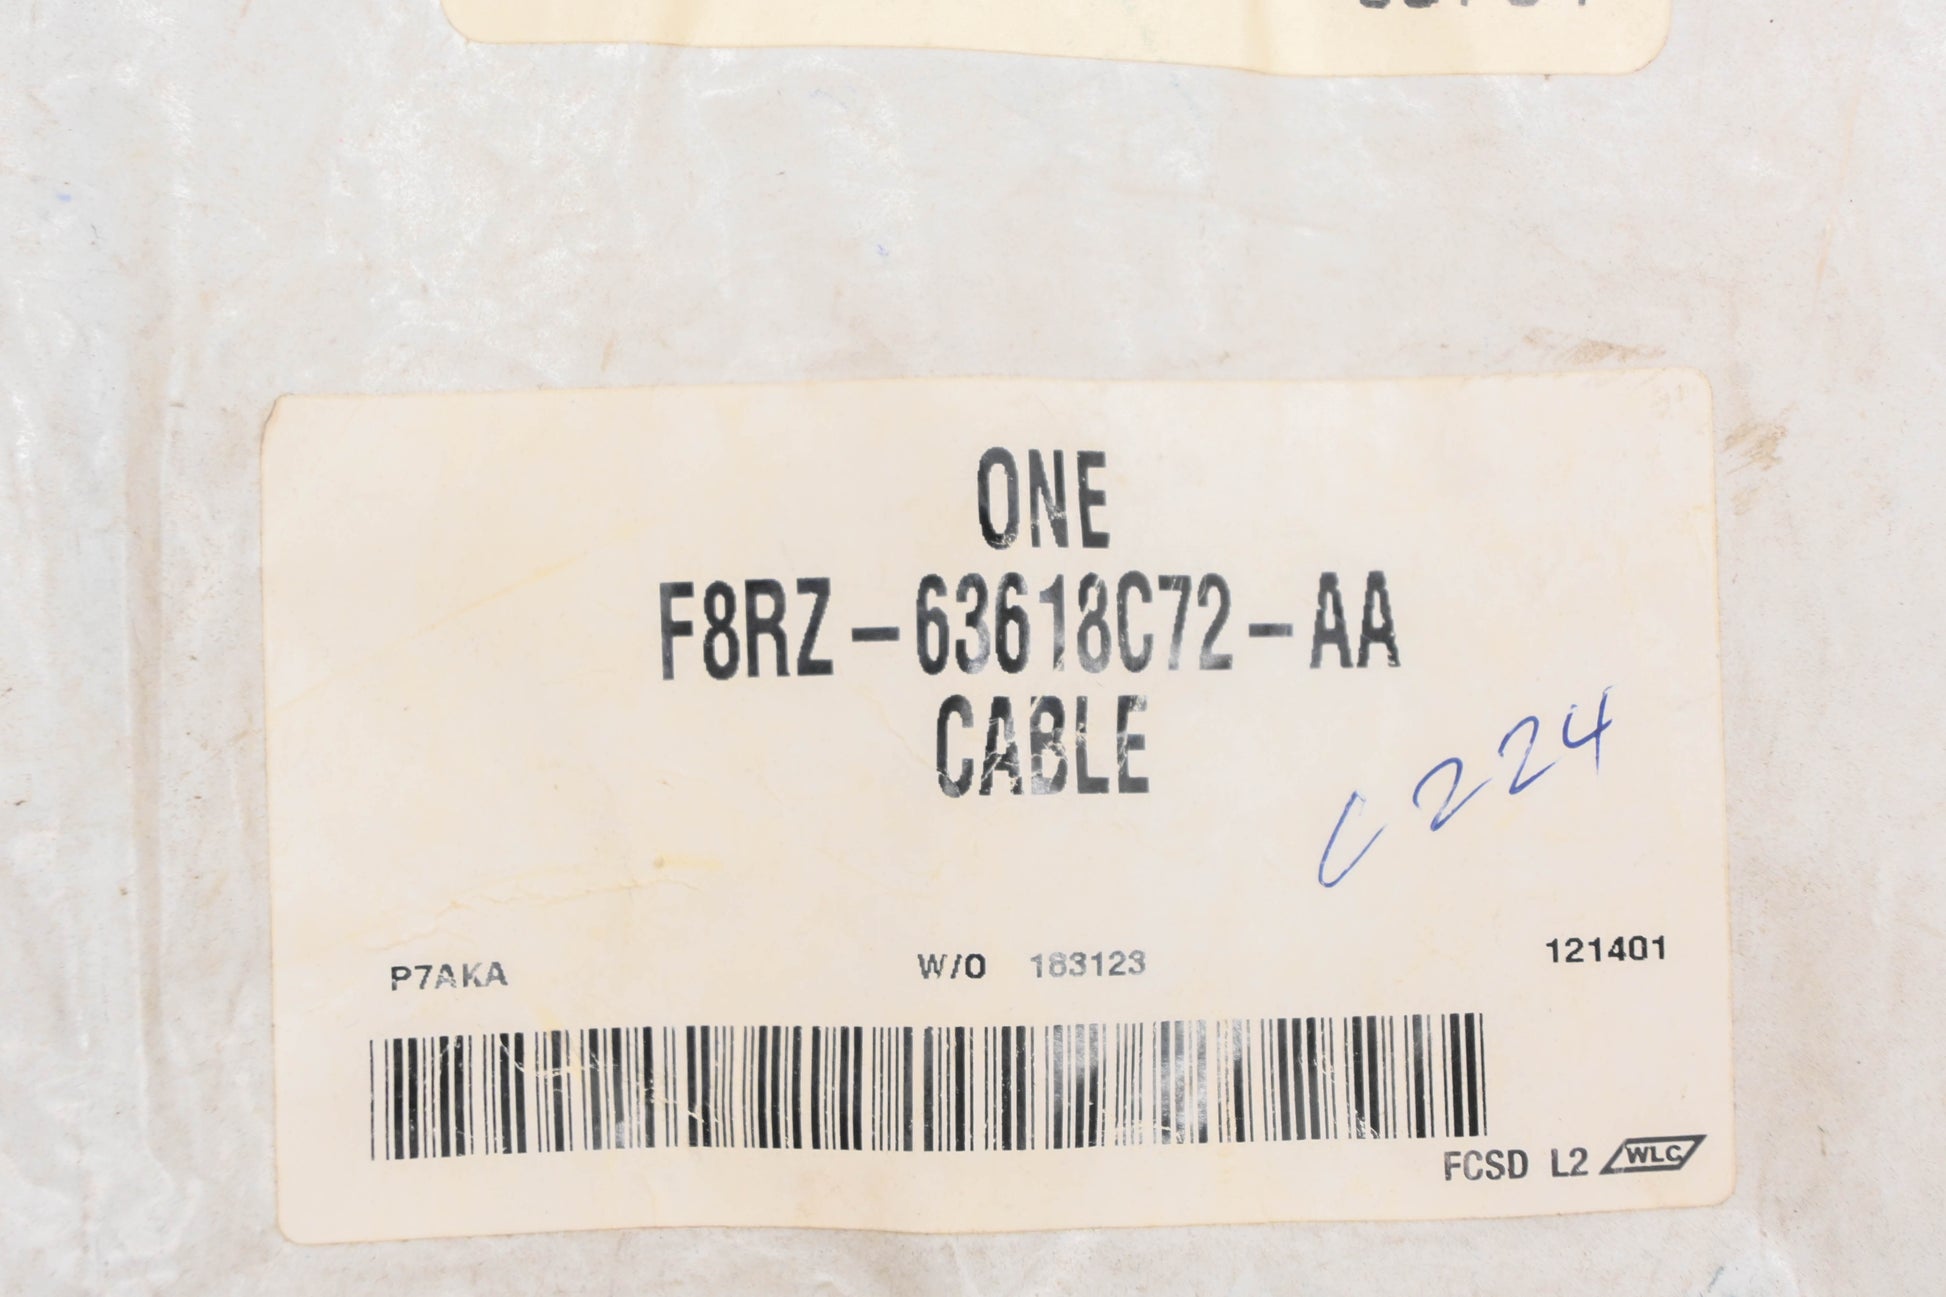 ONE
F8RZ-63618C72-AA
CABLE
C224
P7AKA W/O 183123 121401
FCSD L2 WLC